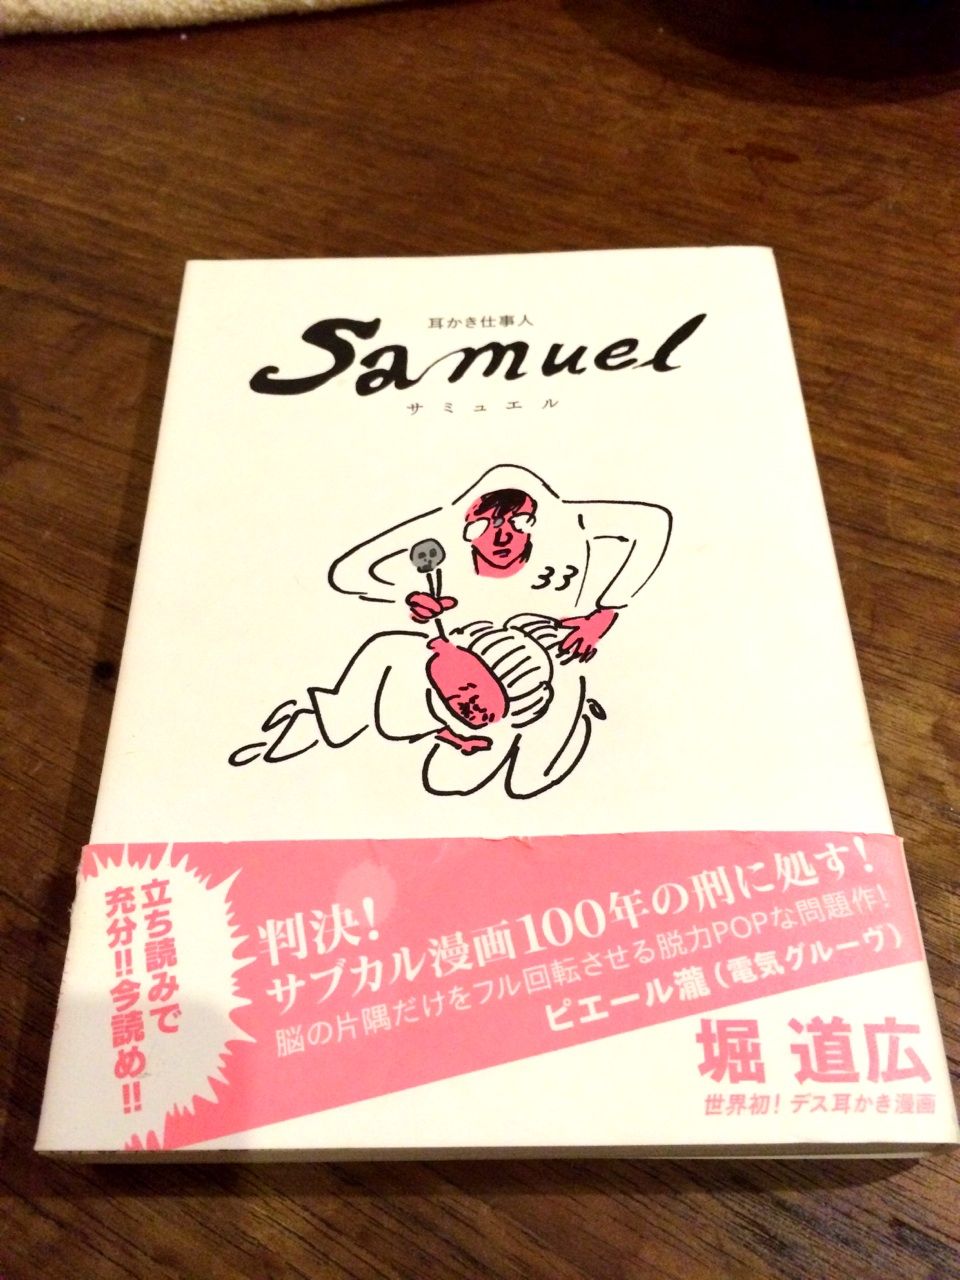 耳かき仕事人
Samuel
サミュエル
33
立ち読みで
充分!!今読め!!
判決!
サブカル漫画100年の刑に処す!
脳の片隅だけをフル回転させる脱力POPな問題作!
ピエール瀧(電気グルーヴ)
堀 道広
世界初! デス耳かき漫画